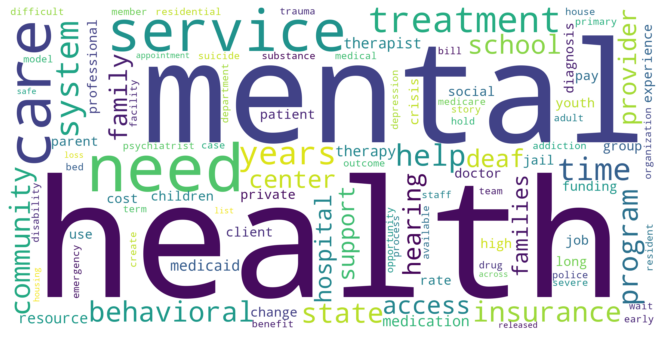 difficult
member
residential
trauma
house
primary
model
professional
appointment
suicide
substance
medical
therapist
bill
safe
care
system
family
facility
service
department
treatment
school
provider
diagnosis
pay
experience
organization
mental
patient
depression
crisis
social
medicare
youth
story
hold
adult
parent
psychiatrist
case
years
therapy
help
deaf
jail
addiction
group
loss
bed
need
center
outcome
doctor
time
funding
disability
cost
children
private
hospital
support
hearing
staff
team
families
community
use
term
client
list
opportunity
process
available
high
job
program
resident
create
health
medicaid
drug
long
across
police
severe
housing
emergency
rate
resource
behavioral
change
benefit
state
access
medication
insurance
released
wait
early